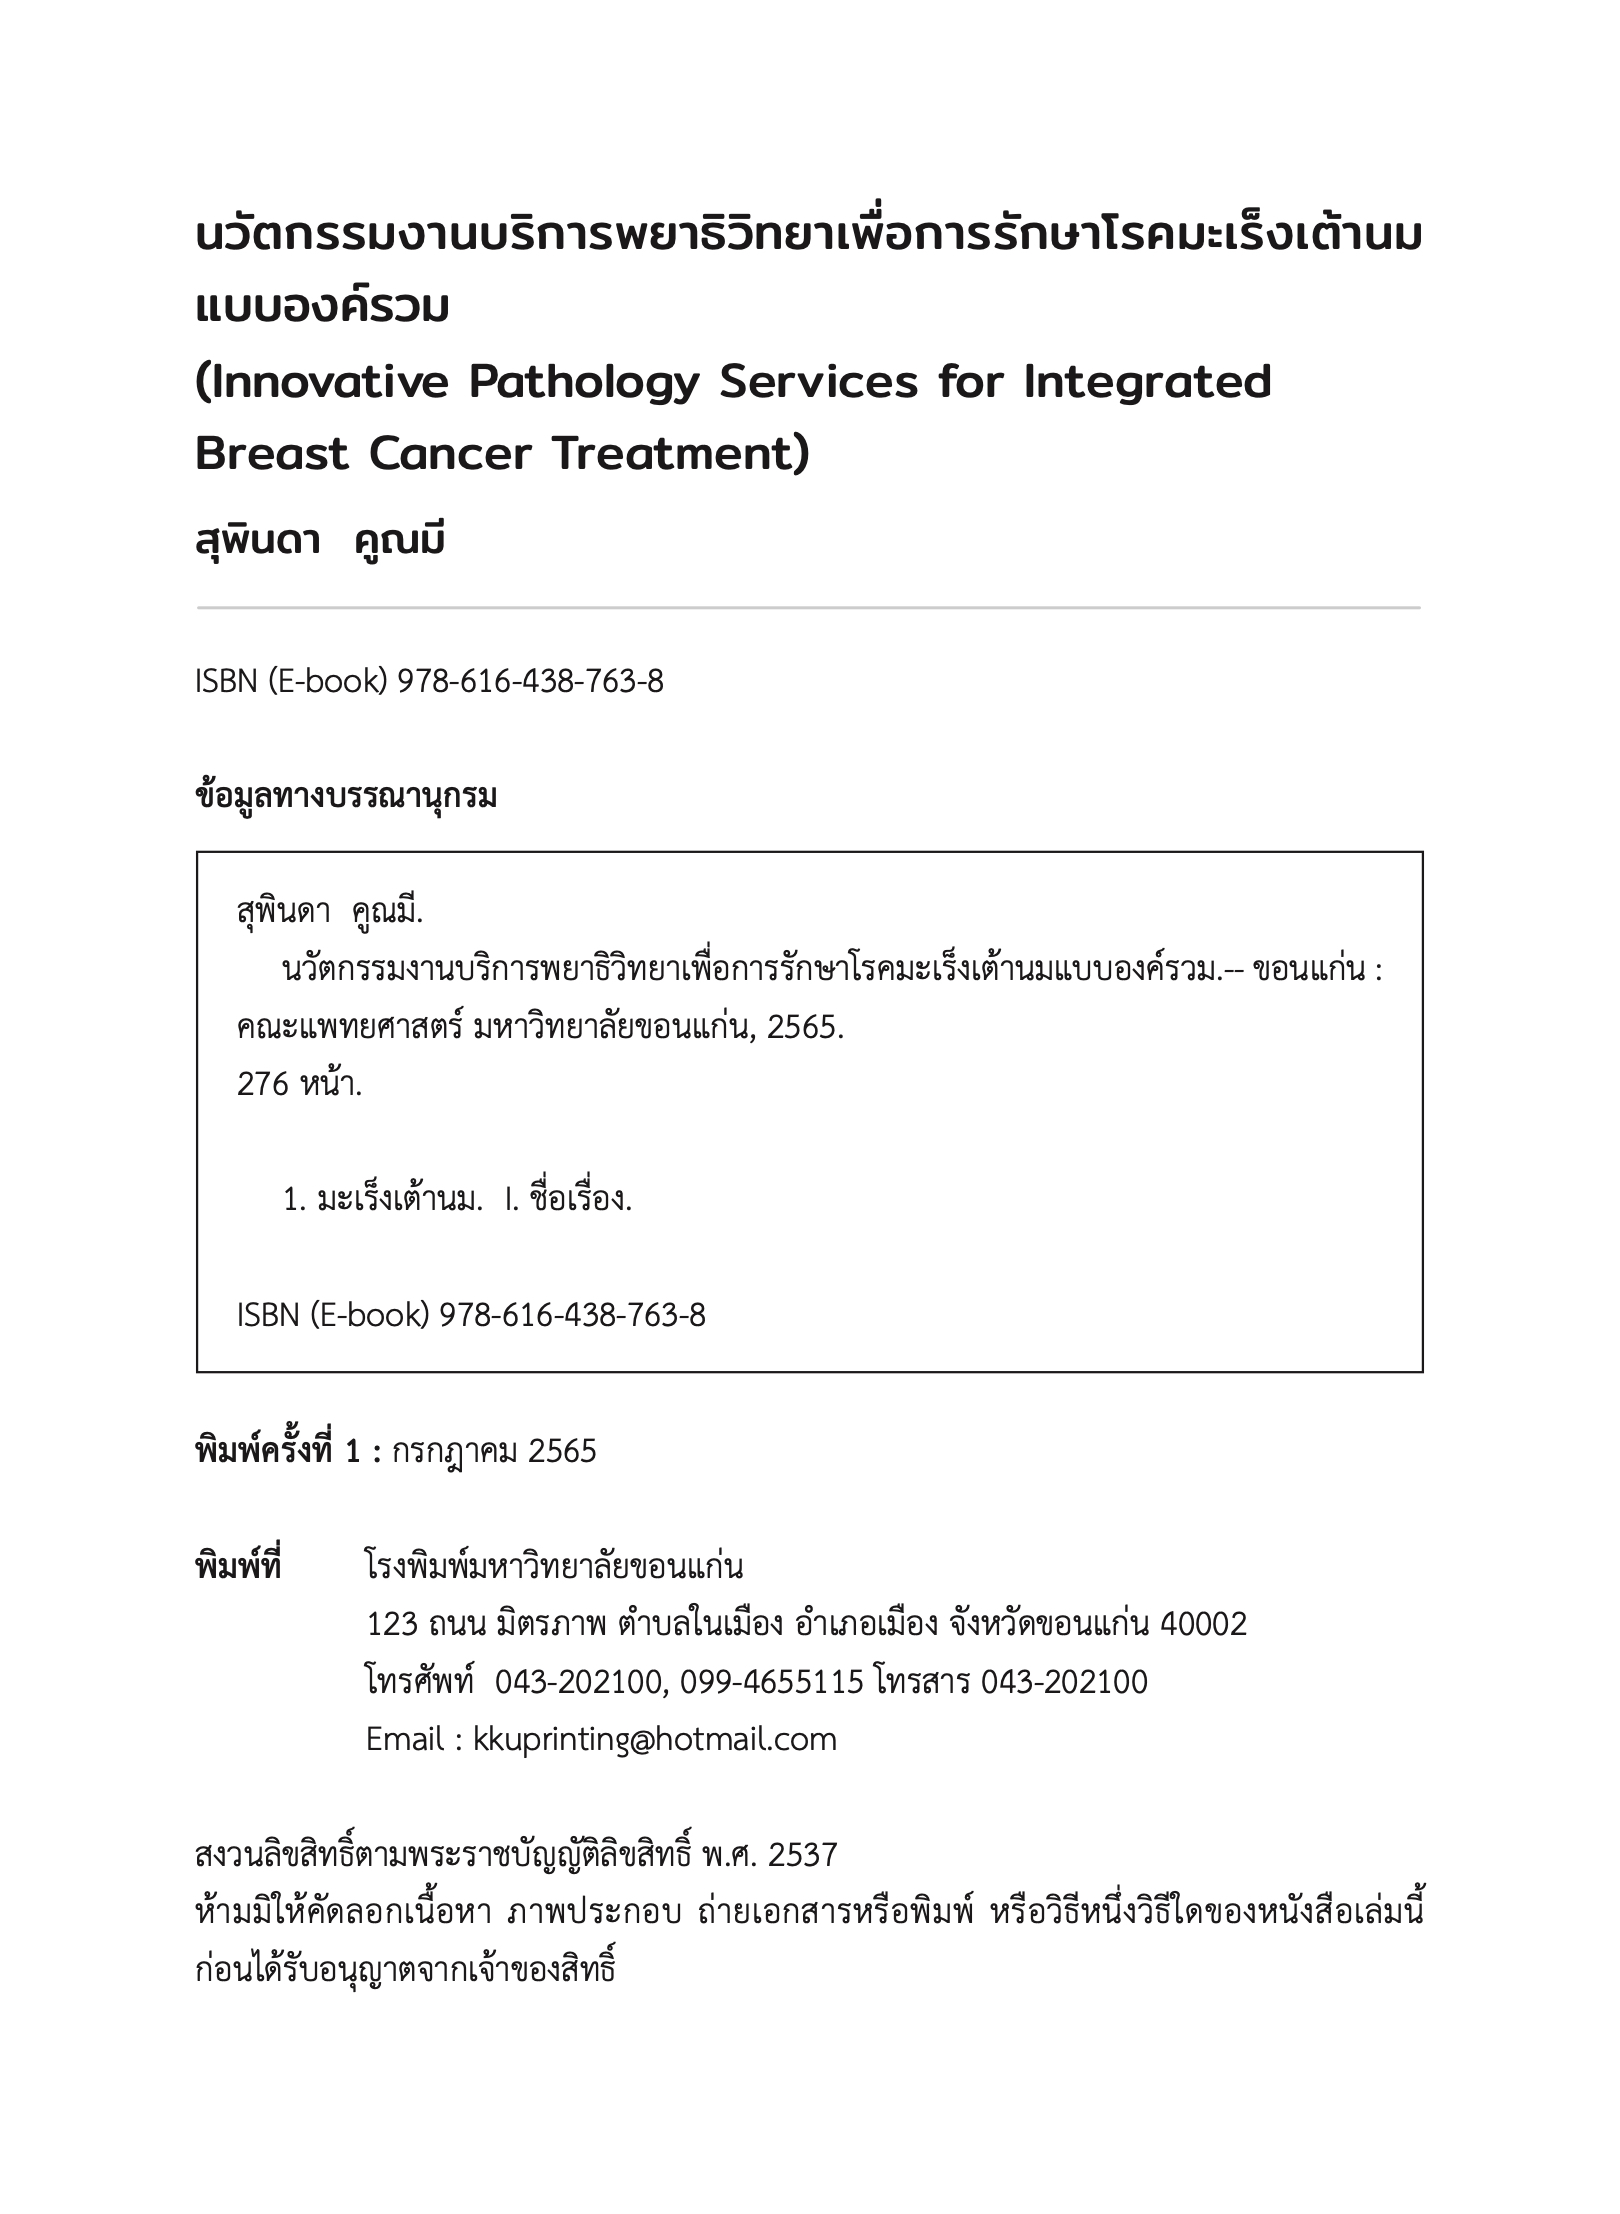 นวัตกรรมงานบริการพยาธิวิทยาเพื่อการรักษาโรคมะเร็งเต้านม
แบบองค์รวม
(Innovative Pathology Services for Integrated
Breast Cancer Treatment)
สุพินดา คูณมี
ISBN (E-book) 978-616-438-763-8
ข้อมูลทางบรรณานุกรม
สุพินดา คูณมี.
นวัตกรรมงานบริการพยาธิวิทยาเพื่อการรักษาโรคมะเร็งเต้านมแบบองค์รวม.-- ขอนแก่น :
คณะแพทยศาสตร์ มหาวิทยาลัยขอนแก่น, 2565.
276 หน้า.
1. มะเร็งเต้านม. I. ชื่อเรื่อง.
ISBN (E-book) 978-616-438-763-8
พิมพ์ครั้งที่ 1 : กรกฎาคม 2565
พิมพ์ที่ โรงพิมพ์มหาวิทยาลัยขอนแก่น
123 ถนน มิตรภาพ ตำบลในเมือง อำเภอเมือง จังหวัดขอนแก่น 40002
โทรศัพท์ 043-202100, 099-4655115 โทรสาร 043-202100
Email : kkuprinting@hotmail.com
สงวนลิขสิทธิ์ตามพระราชบัญญัติลิขสิทธิ์ พ.ศ. 2537
ห้ามมิให้คัดลอกเนื้อหา ภาพประกอบ ถ่ายเอกสารหรือพิมพ์ หรือวิธีหนึ่งวิธีใดของหนังสือเล่มนี้
ก่อนได้รับอนุญาตจากเจ้าของสิทธิ์